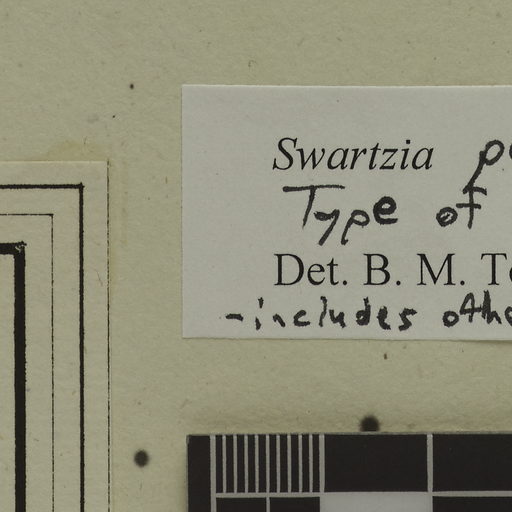 Swartzia
Type of
Det. B. M.
-includes